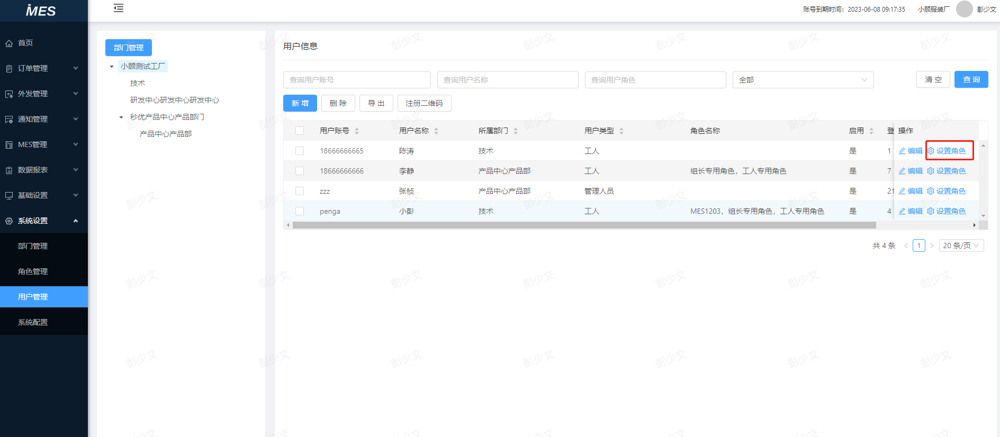 iMES
账号到期时间：2023-06-08 09:17:35 小顾服装厂 彭少文
首页
订单管理
外发管理
通知管理
MES管理
数据报表
基础设置
系统设置
部门管理
角色管理
用户管理
系统配置
部门管理
小顾测试工厂
技术
研发中心研发中心研发中心
秒优产品中心产品部门
产品中心产品部
用户信息
查询用户账号 查询用户名称 查询用户角色 全部 清 空 查 询
新 增 删 除 导 出 注册二维码
用户账号 用户名称 所属部门 用户类型 角色名称 启用 登 操作
18666666665 陈涛 技术 工人 是 1 编辑 设置角色
18666666666 李静 产品中心产品部 工人 组长专用角色，工人专用角色 是 7 编辑 设置角色
zzz 张桢 产品中心产品部 管理人员 是 21 编辑 设置角色
penga 小彭 技术 工人 MES1203，组长专用角色，工人专用角色 是 4 编辑 设置角色
共 4 条 < 1 > 20 条/页
彭少文